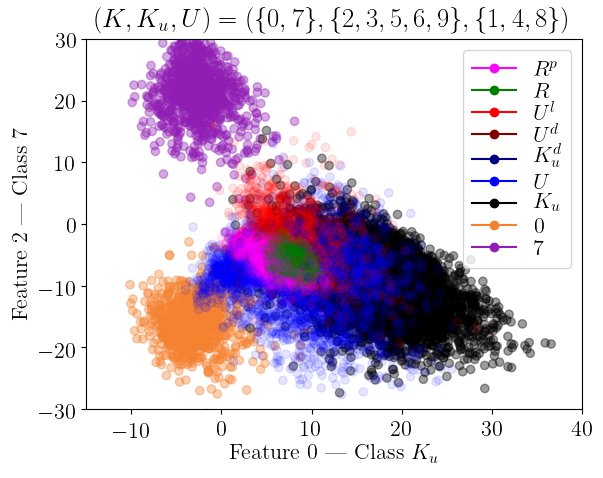 (K, K_u, U) = ({0, 7}, {2, 3, 5, 6, 9}, {1, 4, 8})
30
20
10
0
−10
−20
−30
Feature 2 — Class 7
R^p
R
U^l
U^d
K_u^d
U
K_u
0
7
−10 0 10 20 30 40
Feature 0 — Class K_u